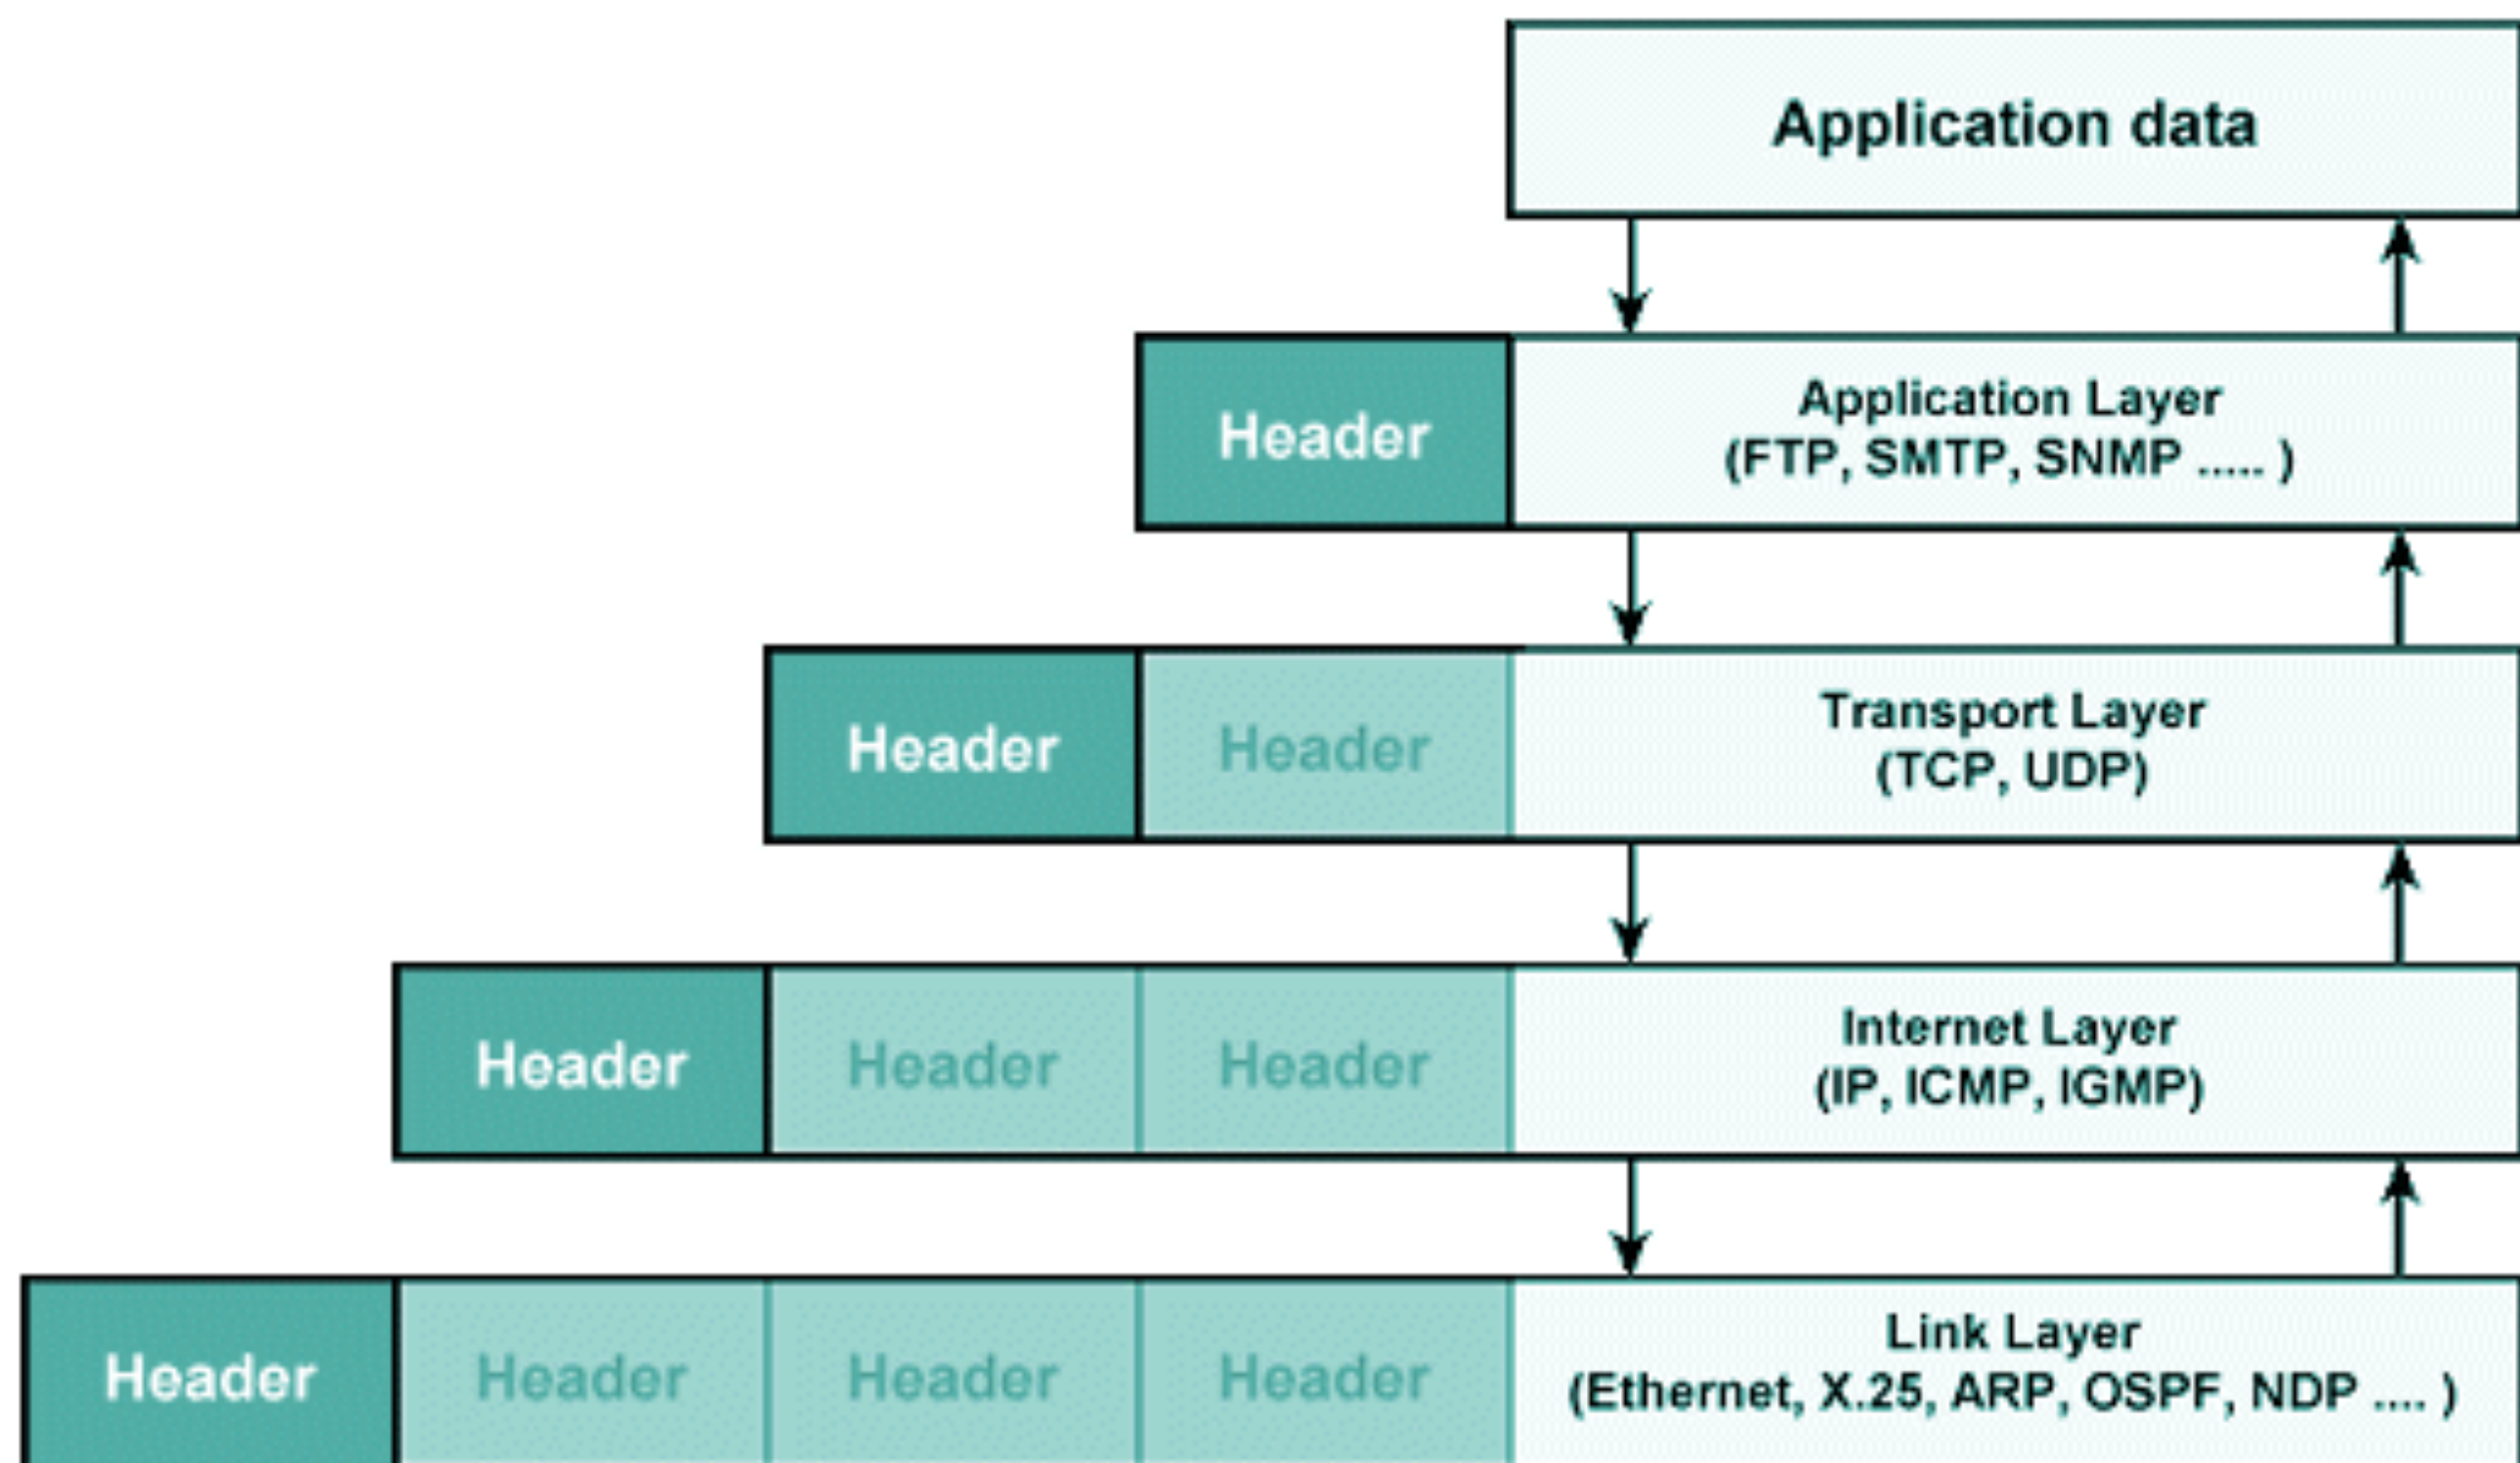 Application data
Header
Application Layer
(FTP, SMTP, SNMP ..... )
Header
Header
Transport Layer
(TCP, UDP)
Header
Header
Header
Internet Layer
(IP, ICMP, IGMP)
Header
Header
Header
Header
Link Layer
(Ethernet, X.25, ARP, OSPF, NDP .... )